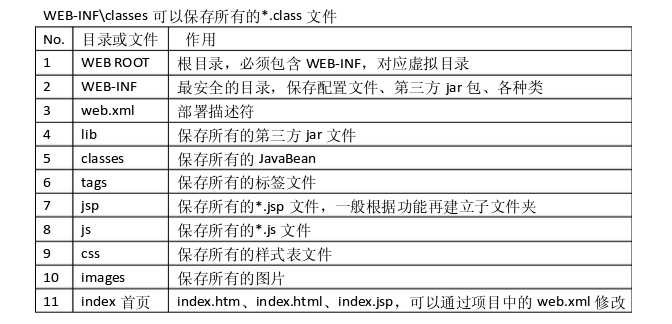 WEB-INF\classes 可以保存所有的*.class 文件
No. 目录或文件 作用
1 WEB ROOT 根目录，必须包含 WEB-INF，对应虚拟目录
2 WEB-INF 最安全的目录，保存配置文件、第三方 jar 包、各种类
3 web.xml 部署描述符
4 lib 保存所有的第三方 jar 文件
5 classes 保存所有的 JavaBean
6 tags 保存所有的标签文件
7 jsp 保存所有的*.jsp 文件，一般根据功能再建立子文件夹
8 js 保存所有的*.js 文件
9 css 保存所有的样式表文件
10 images 保存所有的图片
11 index 首页 index.htm、index.html、index.jsp，可以通过项目中的 web.xml 修改